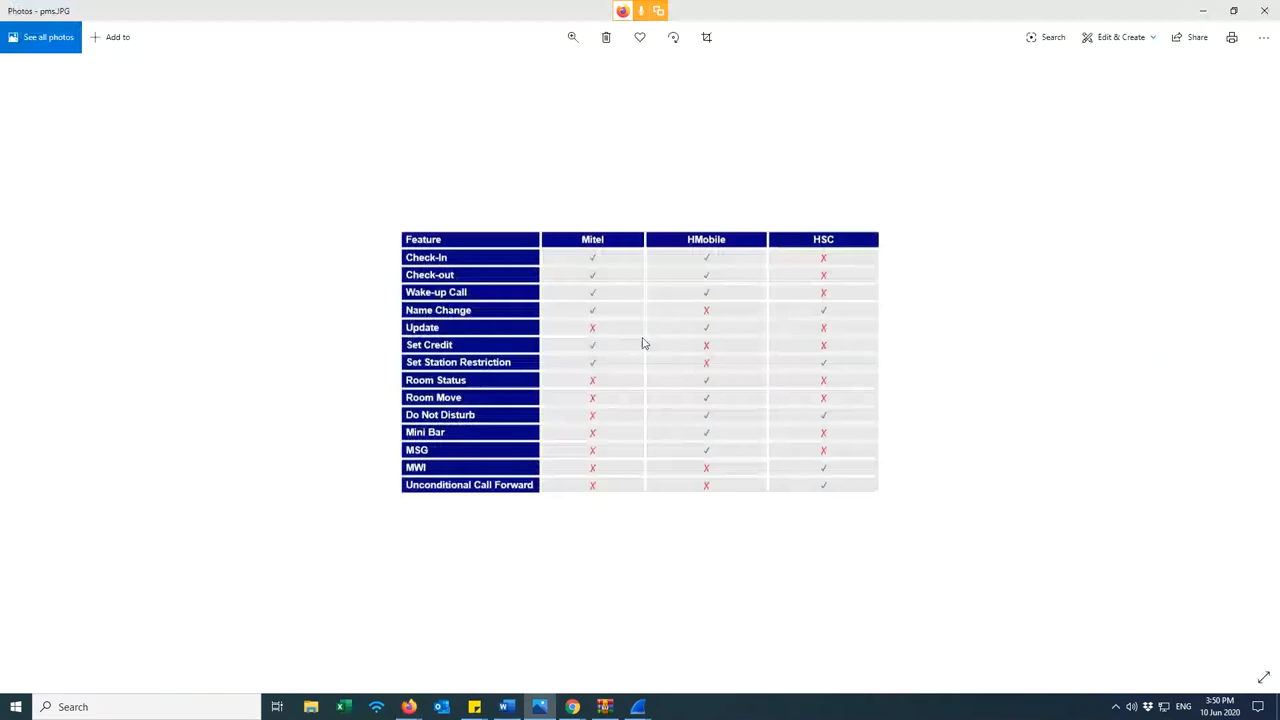 Photos - pms.JPG
See all photos
Add to
Search
Edit & Create
Share
Feature Mitel HMobile HSC
Check-In ✓ ✓ X
Check-out ✓ ✓ X
Wake-up Call ✓ ✓ X
Name Change ✓ X ✓
Update X ✓ X
Set Credit ✓ X X
Set Station Restriction ✓ X ✓
Room Status X ✓ X
Room Move X ✓ X
Do Not Disturb X ✓ ✓
Mini Bar X ✓ X
MSG X ✓ X
MWI X X ✓
Unconditional Call Forward X X ✓
Search
ENG
3:50 PM
10 Jun 2020